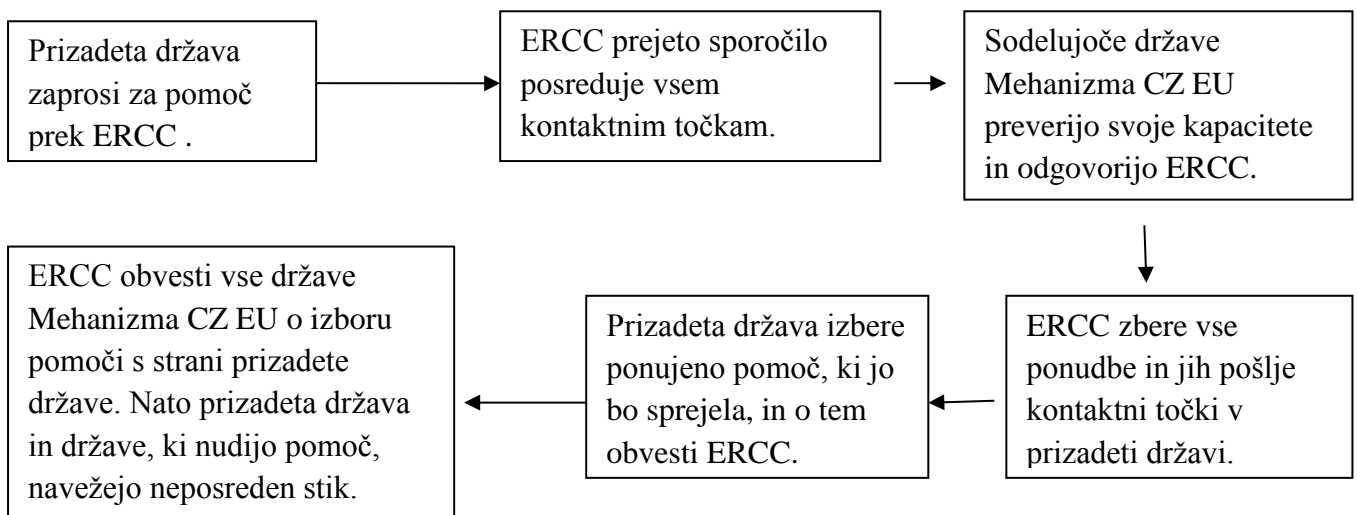 Prizadeta država
zaprosi za pomoč
prek ERCC .
ERCC prejeto sporočilo
posreduje vsem
kontaktnim točkam.
Sodelujoče države
Mehanizma CZ EU
preverijo svoje kapacitete
in odgovorijo ERCC.
ERCC zbere vse
ponudbe in jih pošlje
kontaktni točki v
prizadeti državi.
Prizadeta država izbere
ponujeno pomoč, ki jo
bo sprejela, in o tem
obvesti ERCC.
ERCC obvesti vse države
Mehanizma CZ EU o izboru
pomoči s strani prizadete
države. Nato prizadeta država
in države, ki nudijo pomoč,
navežejo neposreden stik.